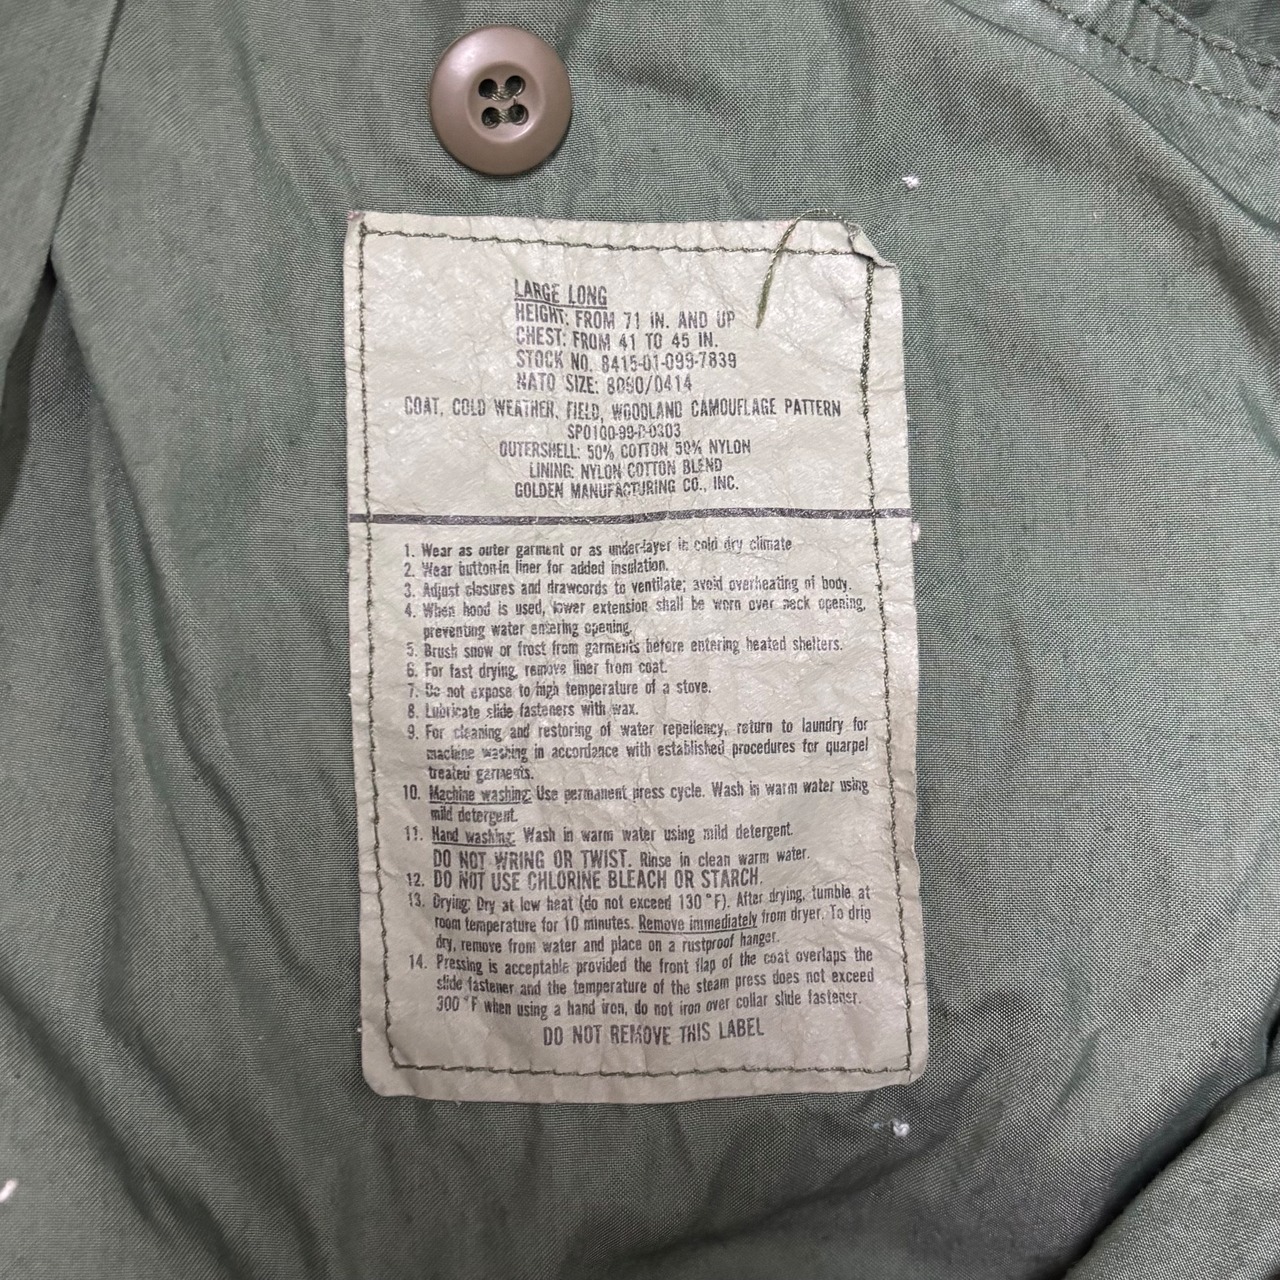 LARGE LONG
HEIGHT: FROM 71 IN. AND UP
CHEST: FROM 41 TO 45 IN.
STOCK NO. 8415-01-099-7839
NATO SIZE: 8090/0414
COAT, COLD WEATHER, FIELD, WOODLAND CAMOUFLAGE PATTERN
SPO100-99-P-0303
OUTERSHELL: 50% COTTON 50% NYLON
LINING: NYLON COTTON BLEND
GOLDEN MANUFACTURING CO., INC.
1. Wear as outer garment or as under-layer in cold dry climate
2. Wear button-in liner for added insulation.
3. Adjust closures and drawcords to ventilate; avoid overheating of body.
4. When hood is used, lower extension shall be worn over neck opening,
preventing water entering opening.
5. Brush snow or frost from garments before entering heated shelters.
6. For fast drying, remove liner from coat.
7. Do not expose to high temperature of a stove.
8. Lubricate slide fasteners with wax.
9. For cleaning and restoring of water repellency, return to laundry for
machine washing in accordance with established procedures for quarpel
treated garments.
10. Machine washing: Use permanent press cycle. Wash in warm water using
mild detergent.
11. Hand washing: Wash in warm water using mild detergent.
DO NOT WRING OR TWIST. Rinse in clean warm water.
12. DO NOT USE CHLORINE BLEACH OR STARCH.
13. Drying: Dry at low heat (do not exceed 130°F). After drying, tumble at
room temperature for 10 minutes. Remove immediately from dryer. To drip
dry, remove from water and place on a rustproof hanger.
14. Pressing is acceptable provided the front flap of the coat overlaps the
slide fastener and the temperature of the steam press does not exceed
300°F when using a hand iron, do not iron over collar slide fastener.
DO NOT REMOVE THIS LABEL